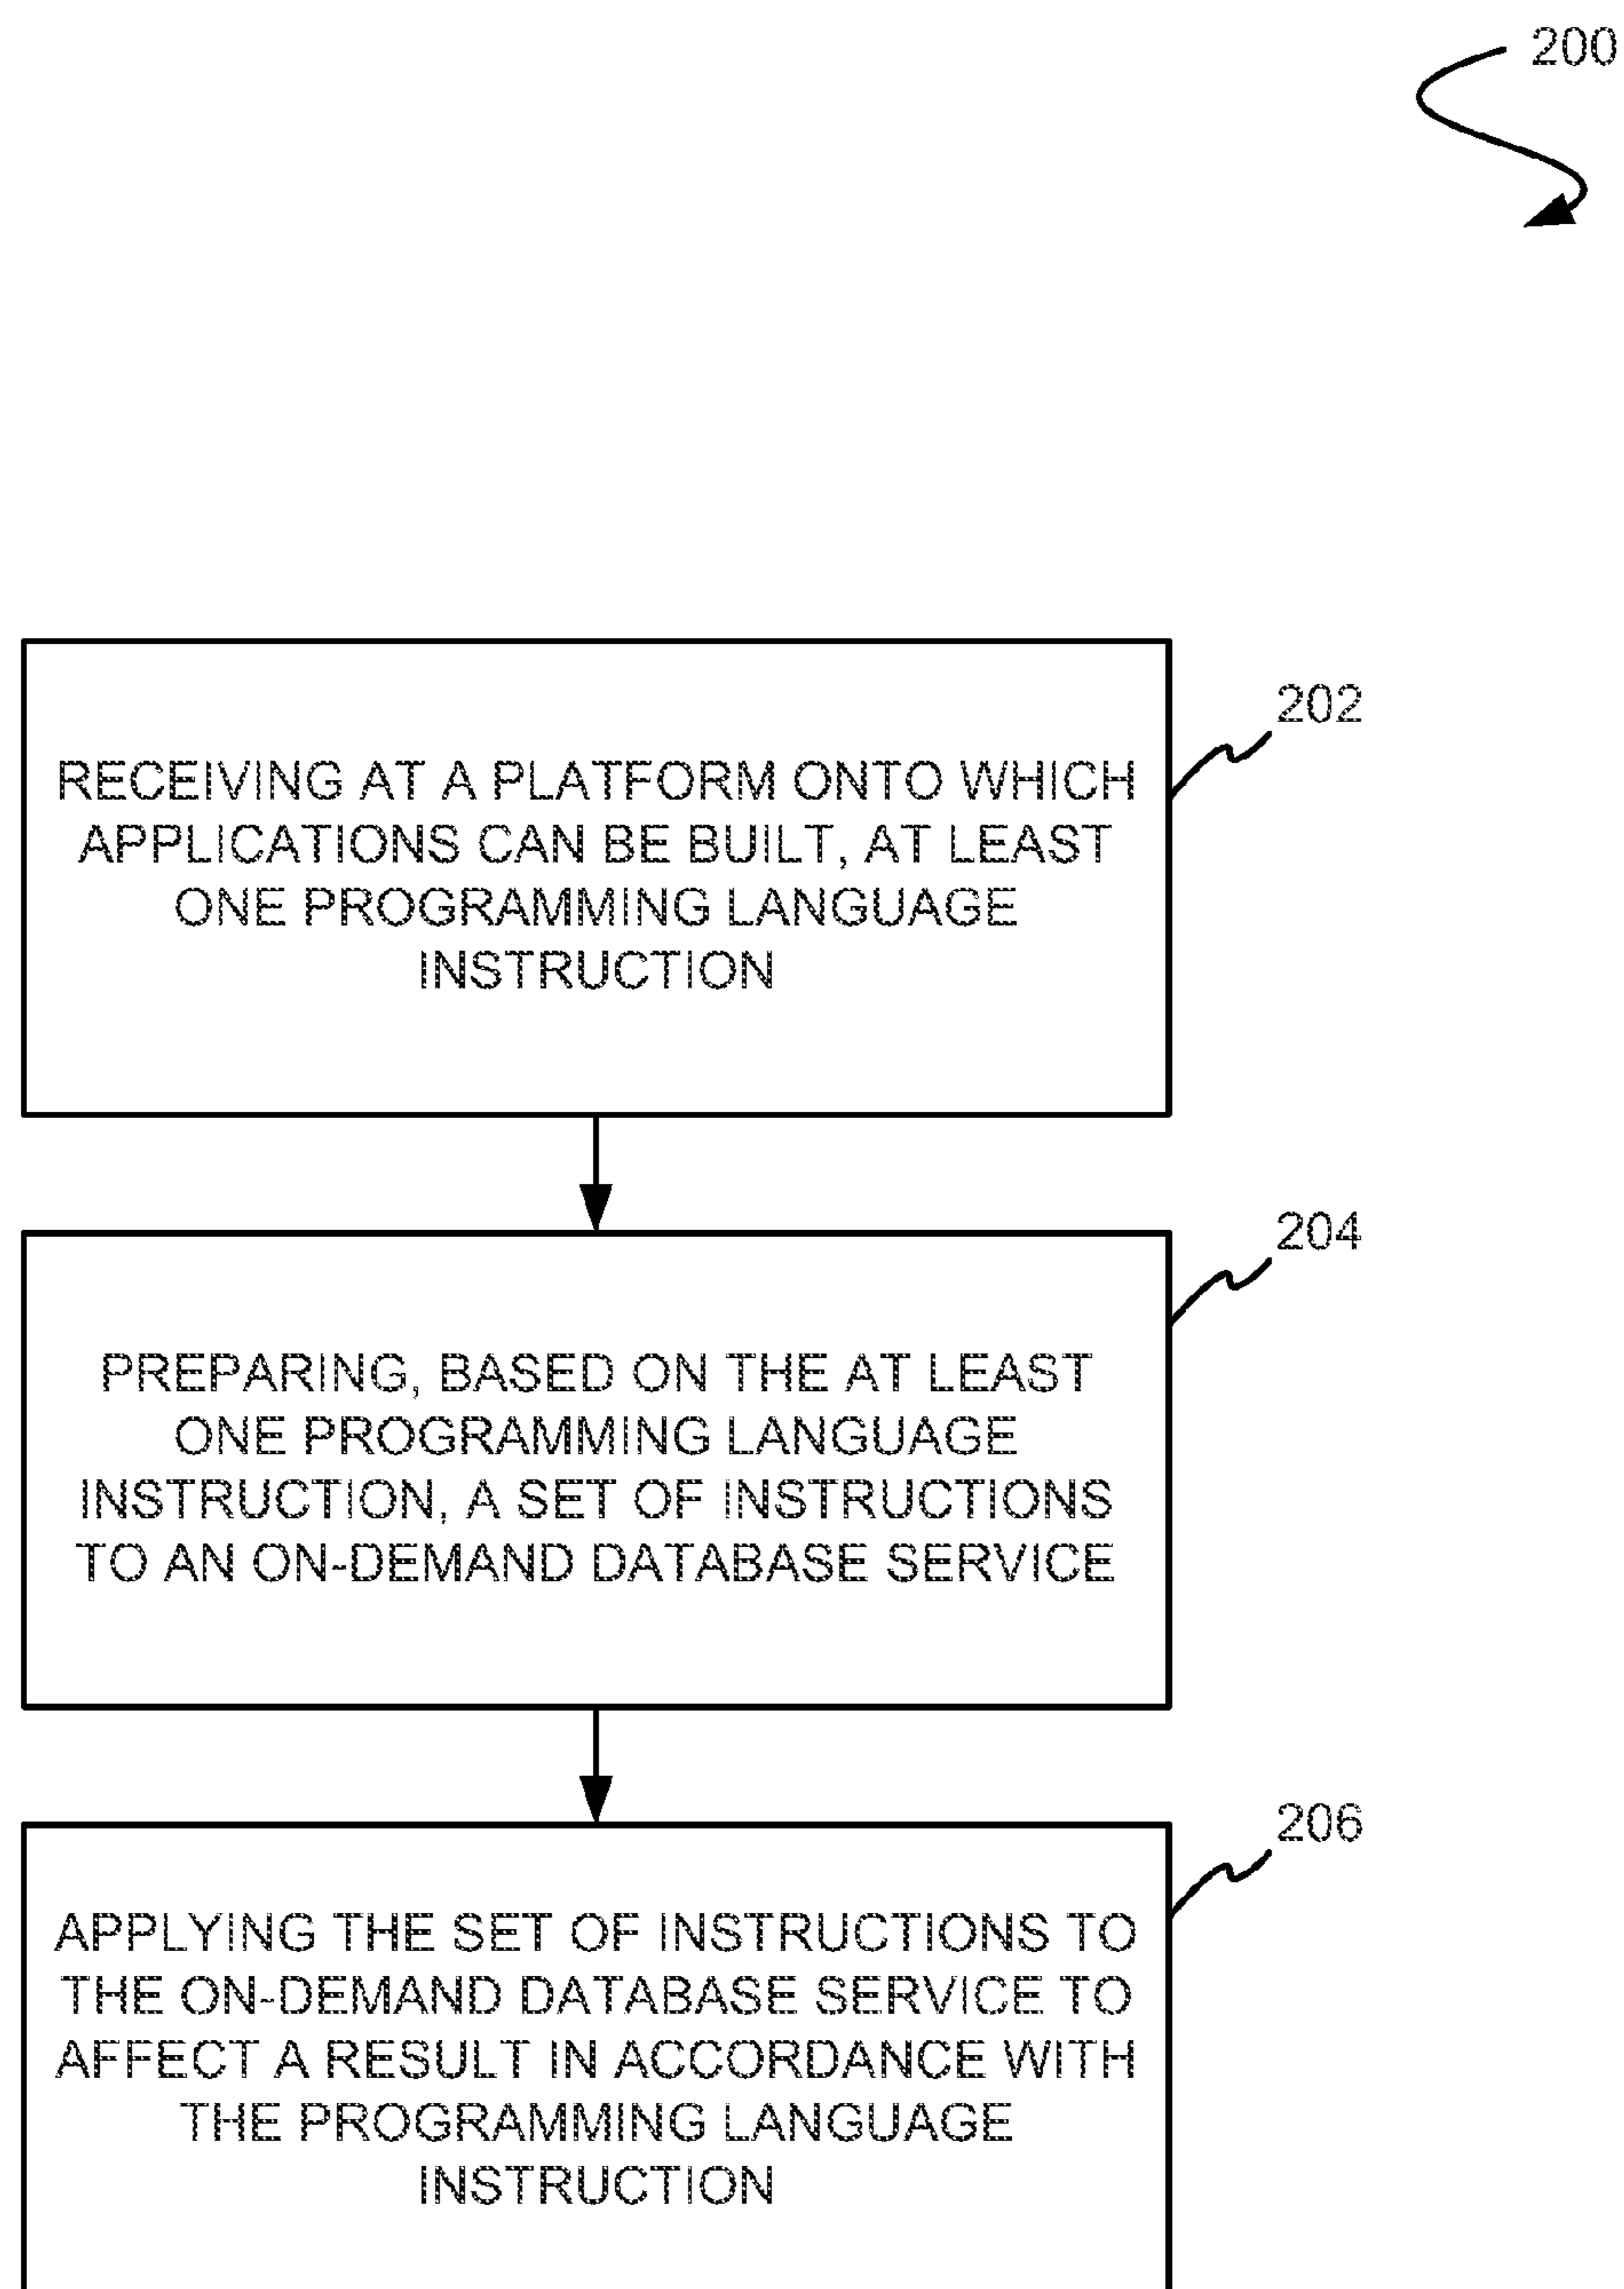 200
202
RECEIVING AT A PLATFORM ONTO WHICH
APPLICATIONS CAN BE BUILT, AT LEAST
ONE PROGRAMMING LANGUAGE
INSTRUCTION
204
PREPARING, BASED ON THE AT LEAST
ONE PROGRAMMING LANGUAGE
INSTRUCTION, A SET OF INSTRUCTIONS
TO AN ON-DEMAND DATABASE SERVICE
206
APPLYING THE SET OF INSTRUCTIONS TO
THE ON-DEMAND DATABASE SERVICE TO
AFFECT A RESULT IN ACCORDANCE WITH
THE PROGRAMMING LANGUAGE
INSTRUCTION